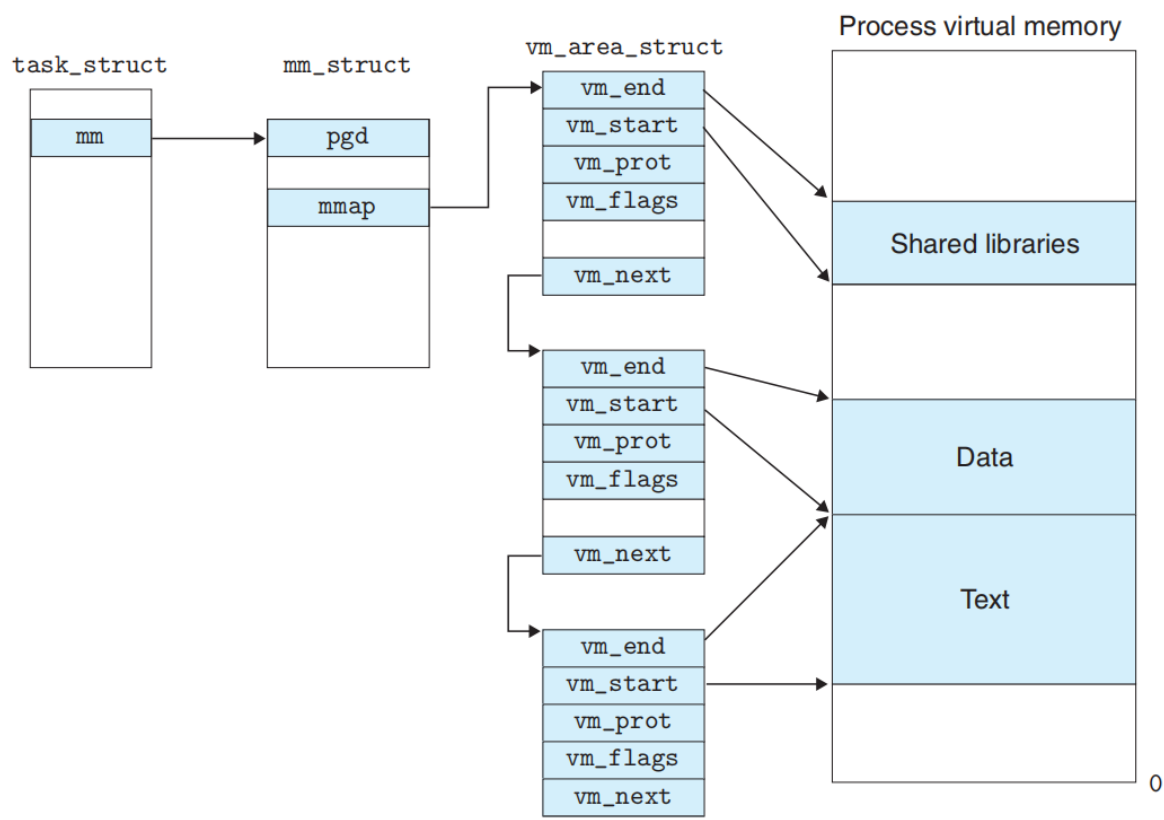 Process virtual memory
vm_area_struct
task_struct
mm_struct
vm_end
vm_start
vm_prot
vm_flags
vm_next
mm
pgd
mmap
Shared libraries
vm_end
vm_start
vm_prot
vm_flags
vm_next
Data
Text
vm_end
vm_start
vm_prot
vm_flags
vm_next
0